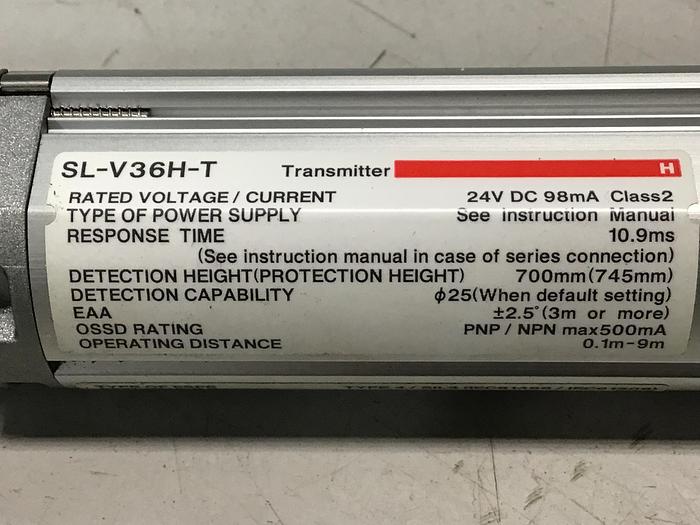 SL-V36H-T Transmitter H
RATED VOLTAGE / CURRENT 24V DC 98mA Class2
TYPE OF POWER SUPPLY See Instruction Manual
RESPONSE TIME 10.9ms
(See instruction manual in case of series connection)
DETECTION HEIGHT(PROTECTION HEIGHT) 700mm(745mm)
DETECTION CAPABILITY ϕ25(When default setting)
EAA ±2.5°(3m or more)
OSSD RATING PNP / NPN max500mA
OPERATING DISTANCE 0.1m-9m
TYPE OF ESPE